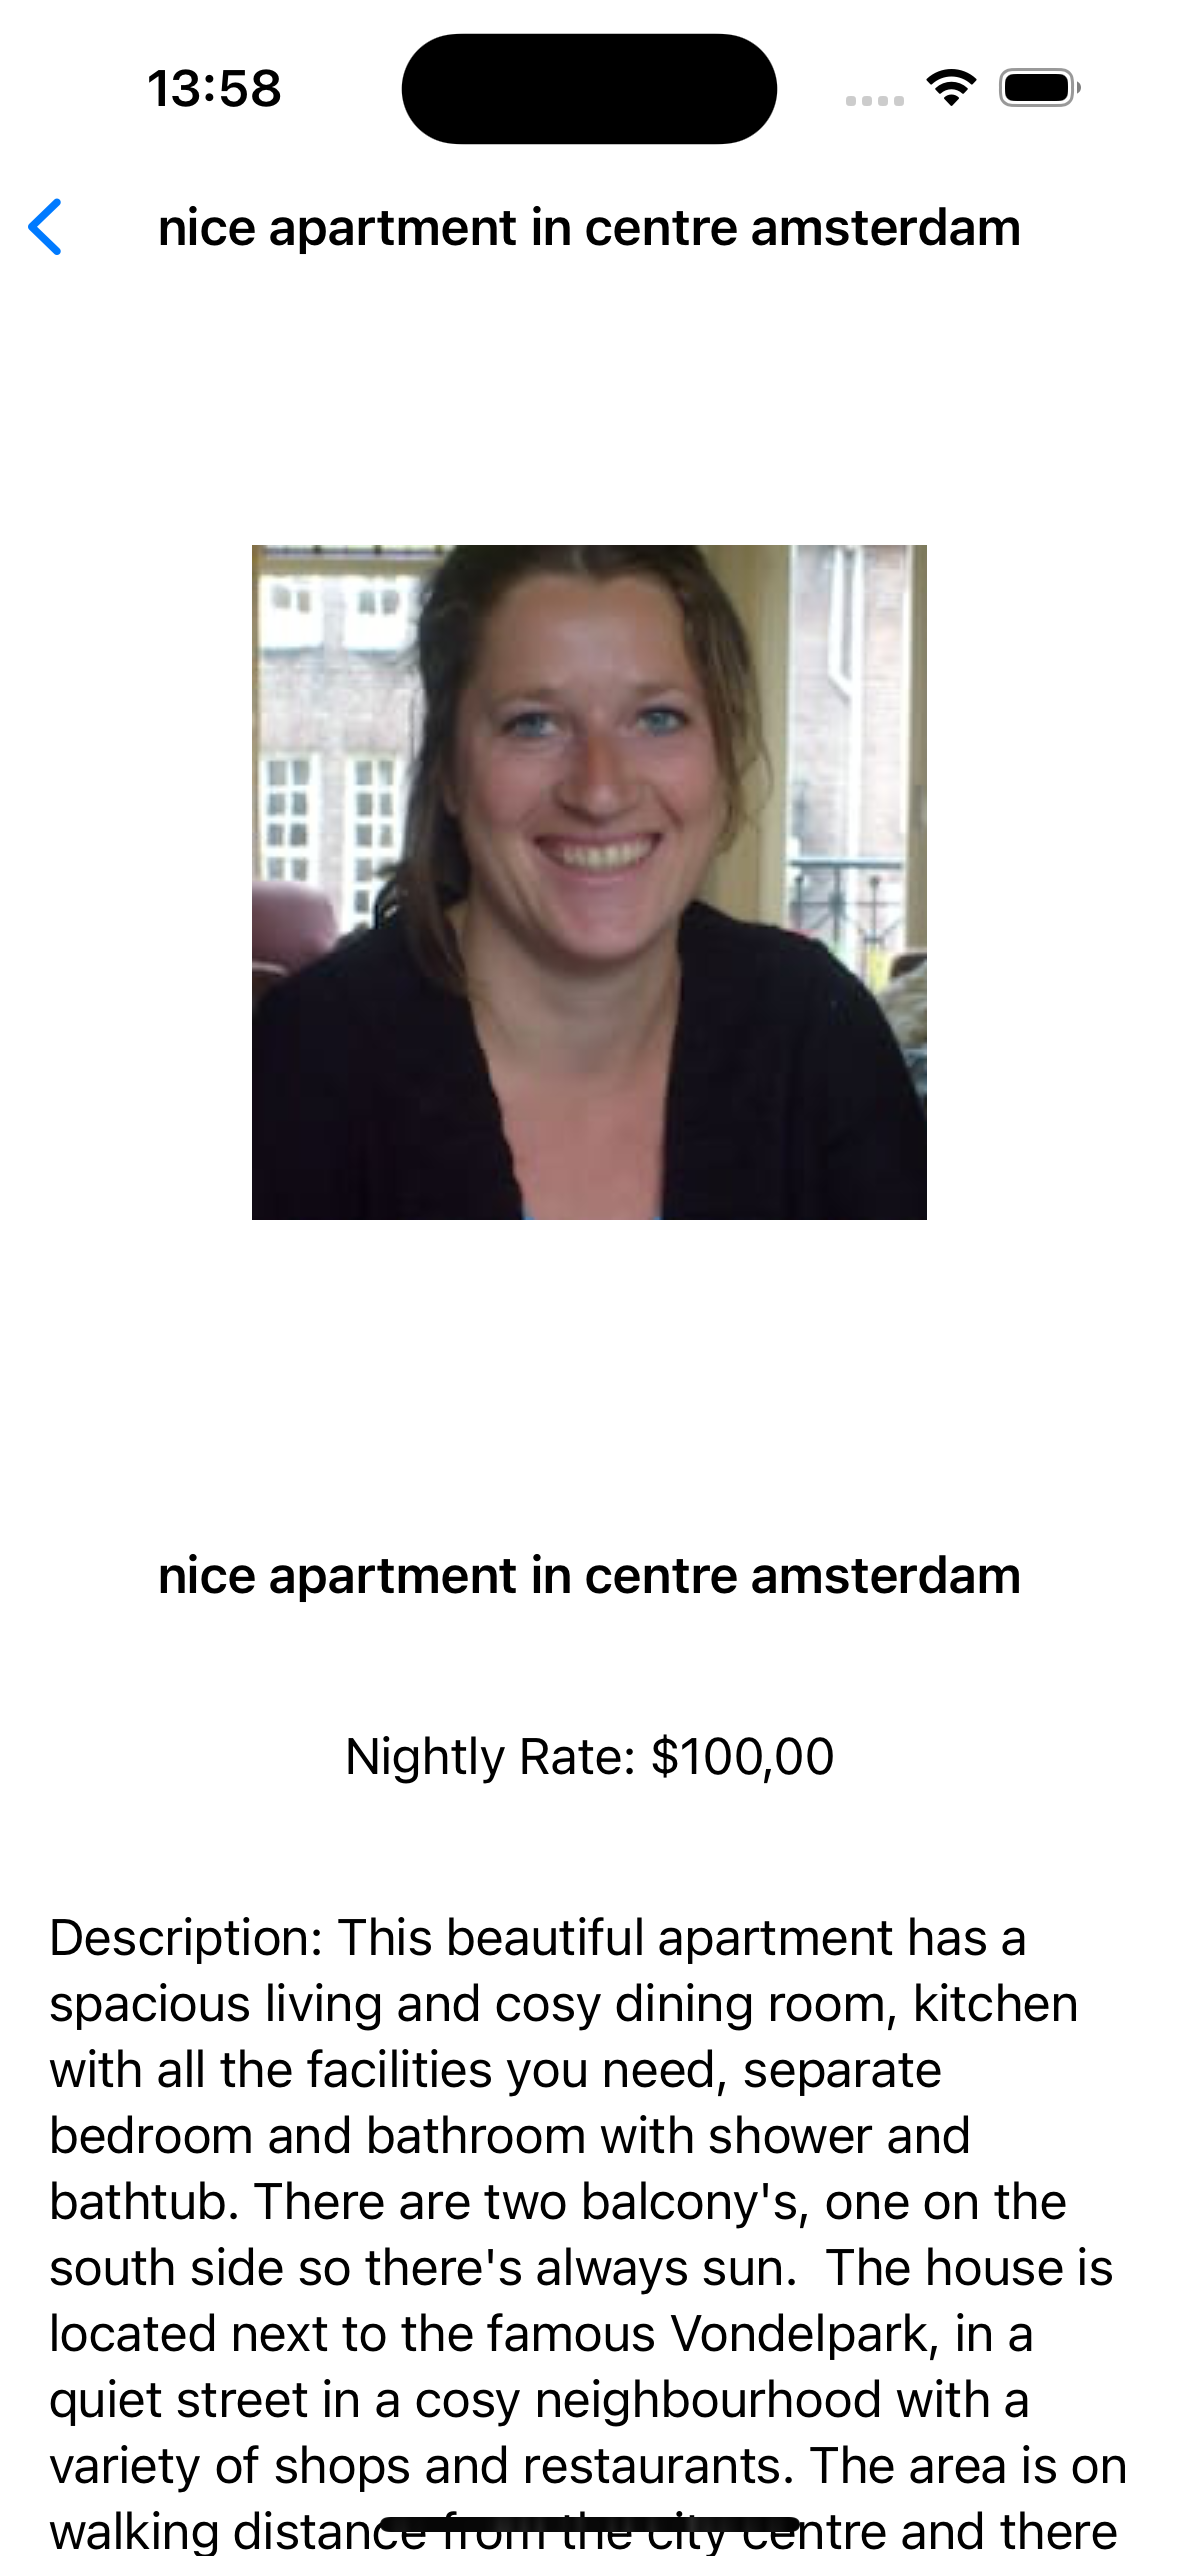 13:58
nice apartment in centre amsterdam
nice apartment in centre amsterdam
Nightly Rate: $100,00
Description: This beautiful apartment has a
spacious living and cosy dining room, kitchen
with all the facilities you need, separate
bedroom and bathroom with shower and
bathtub. There are two balcony's, one on the
south side so there's always sun.  The house is
located next to the famous Vondelpark, in a
quiet street in a cosy neighbourhood with a
variety of shops and restaurants. The area is on
walking distance from the city centre and there